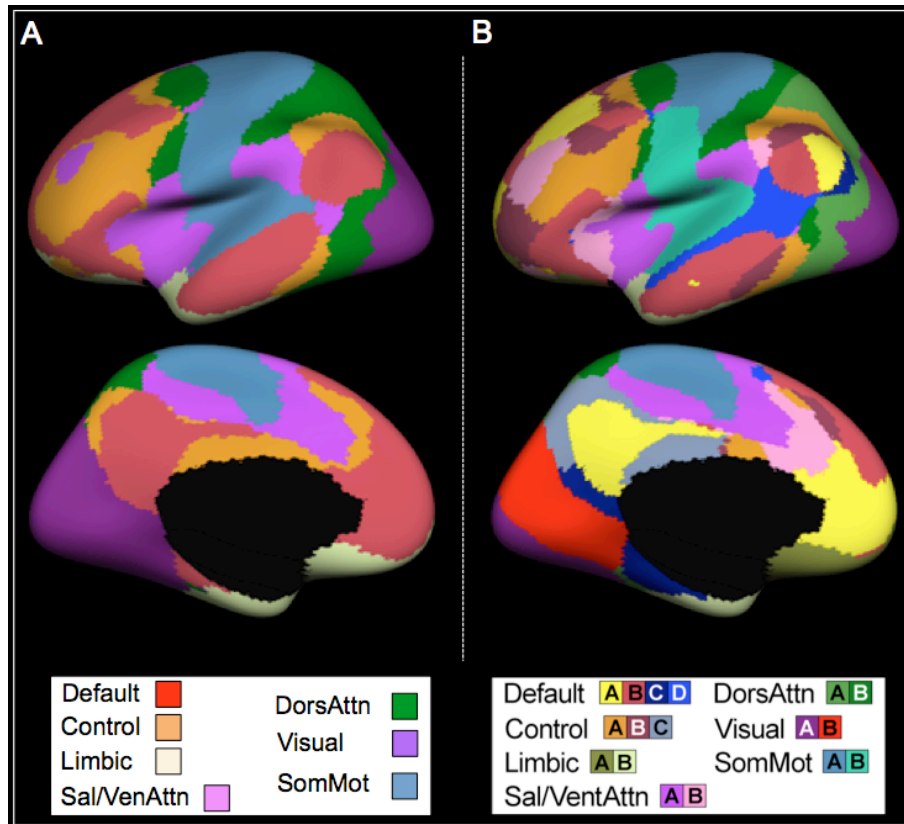 A
B
Default
Control
Limbic
Sal/VenAttn
DorsAttn
Visual
SomMot
Default A B C D
Control A B C
Limbic A B
Sal/VentAttn A B
DorsAttn A B
Visual A B
SomMot A B